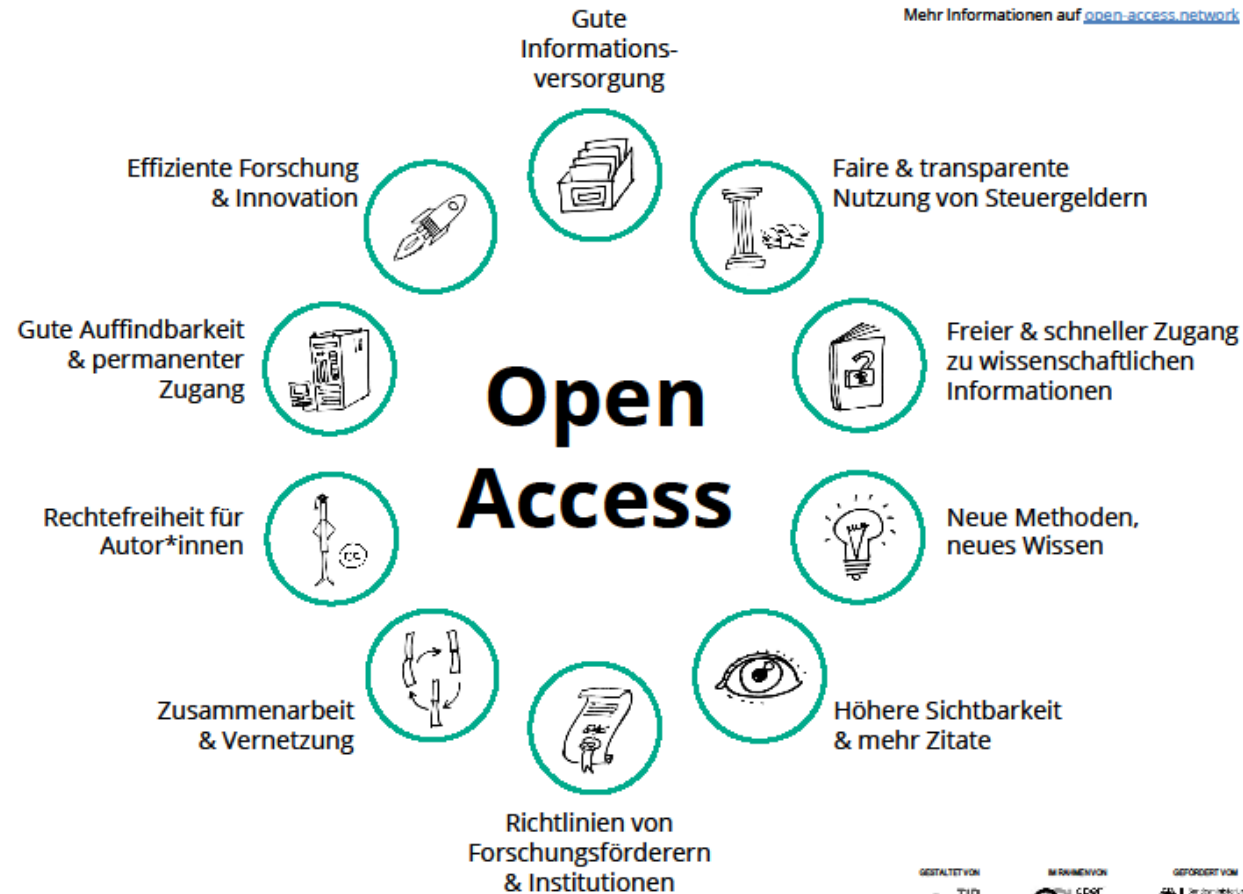 Mehr Informationen auf open-access.network
Gute
Informations-
versorgung
Faire & transparente
Nutzung von Steuergeldern
Freier & schneller Zugang
zu wissenschaftlichen
Informationen
Neue Methoden,
neues Wissen
Höhere Sichtbarkeit
& mehr Zitate
Richtlinien von
Forschungsförderern
& Institutionen
Zusammenarbeit
& Vernetzung
Rechtefreiheit für
Autor*innen
Gute Auffindbarkeit
& permanenter
Zugang
Effiziente Forschung
& Innovation
Open
Access
GESTALTET VON
IM RAHMEN VON
GEFÖRDERT VOM